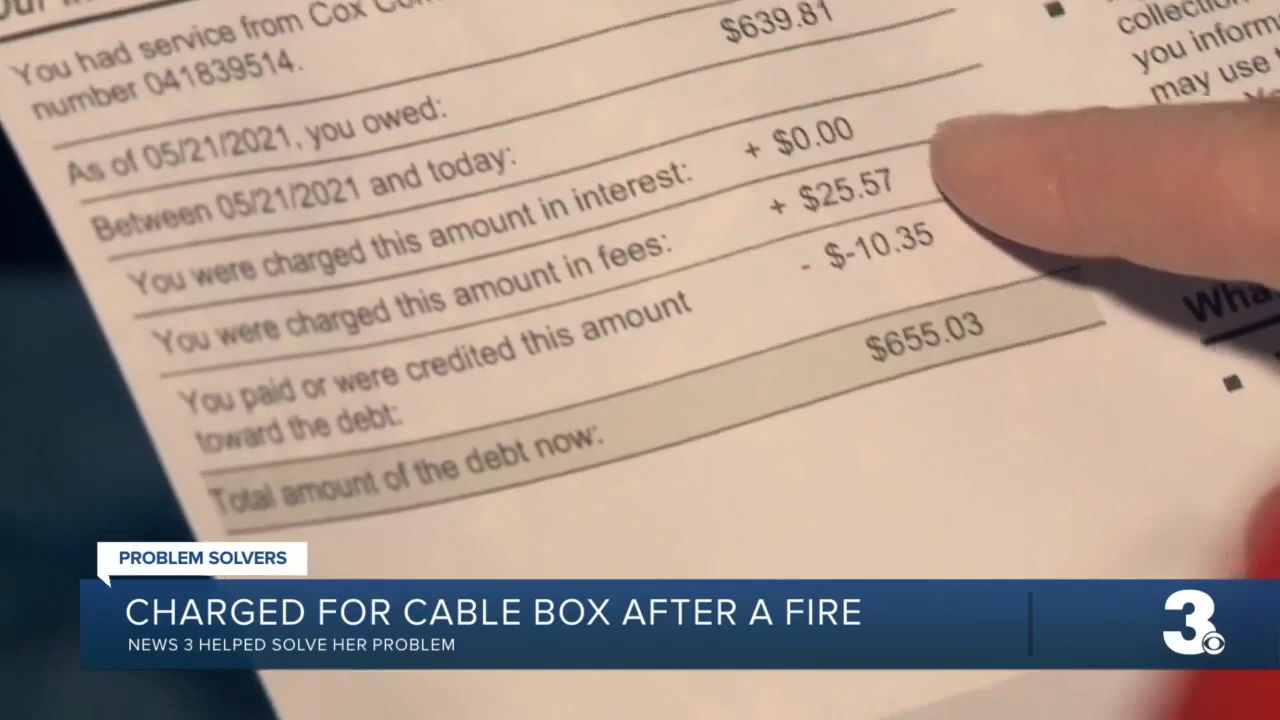 You had service from Cox
number 041839514.
As of 05/21/2021, you owed: $639.81
Between 05/21/2021 and today:
You were charged this amount in interest: + $0.00
You were charged this amount in fees: + $25.57
You paid or were credited this amount - $-10.35
toward the debt:
Total amount of the debt now: $655.03
collection
you inform
may use
PROBLEM SOLVERS
CHARGED FOR CABLE BOX AFTER A FIRE
NEWS 3 HELPED SOLVE HER PROBLEM
3